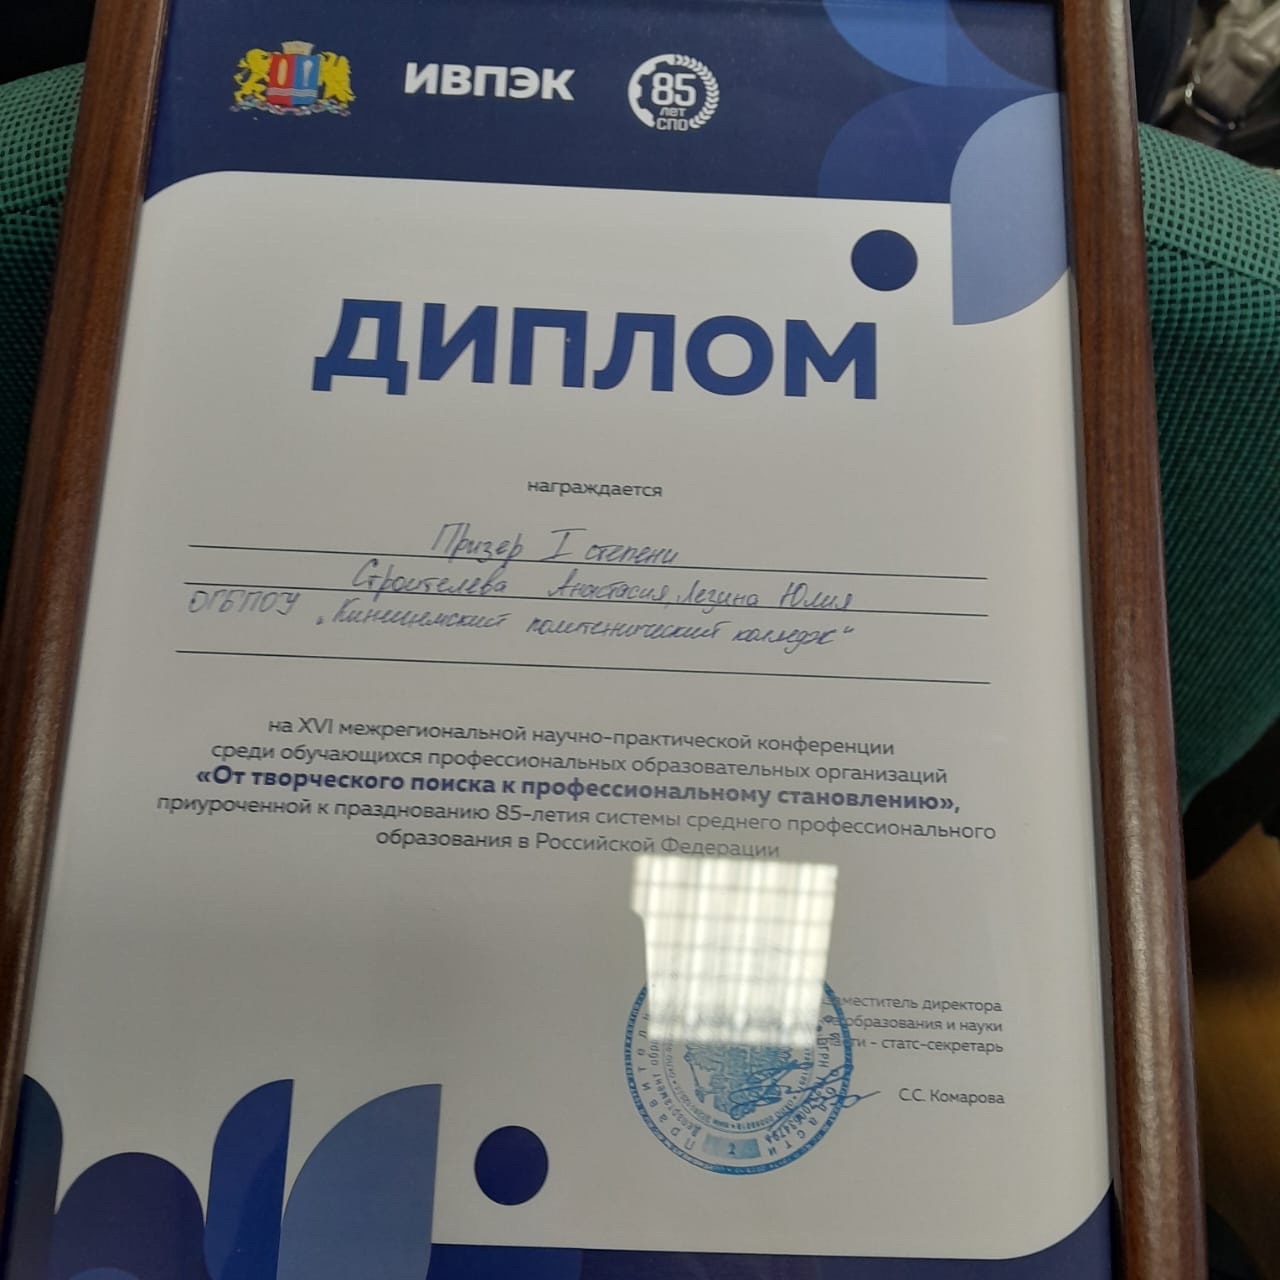 ИВПЭК
85
лет
СПО
ДИПЛОМ
награждается
Призер I степени
Строителева Анастасия, Легина Юлия
ОГБПОУ „Кинешемский политехнический колледж“
на XVI межрегиональной научно-практической конференции
среди обучающихся профессиональных образовательных организаций
«От творческого поиска к профессиональному становлению»,
приуроченной к празднованию 85-летия системы среднего профессионального
образования в Российской Федерации
директора
образования и науки
- статс-секретарь
С.С. Комарова
2